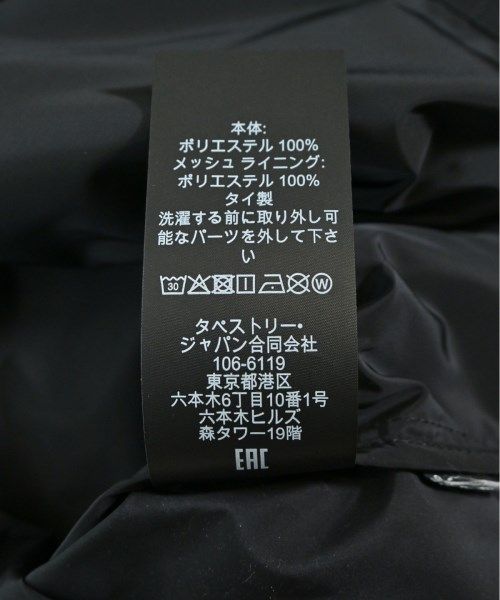 本体:
ポリエステル 100%
メッシュ ライニング:
ポリエステル 100%
タイ製
洗濯する前に取り外し可
能なパーツを外して下さ
い
30 W
タペストリー・
ジャパン合同会社
106-6119
東京都港区
六本木6丁目10番1号
六本木ヒルズ
森タワー19階
EAC